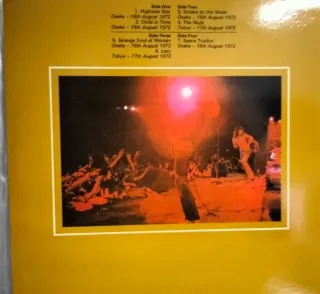 Side One
1. Highway Star
Osaka – 16th August 1972
2. Child in Time
Osaka – 16th August 1972
Side Two
3. Smoke on the Water
Osaka – 15th August 1972
4. The Mule
Tokyo – 17th August 1972
Side Three
5. Strange Kind of Woman
Osaka – 16th August 1972
6. Lazy
Tokyo – 17th August 1972
Side Four
7. Space Truckin'
Osaka – 16th August 1972